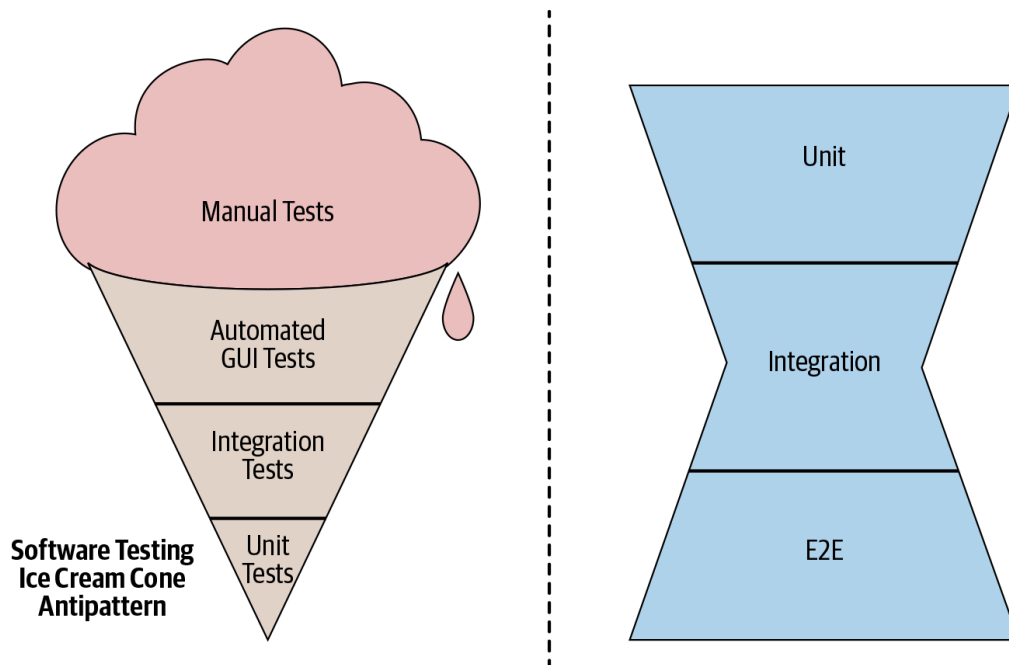 Manual Tests
Automated
GUI Tests
Integration
Tests
Unit
Tests
Software Testing
Ice Cream Cone
Antipattern
Unit
Integration
E2E